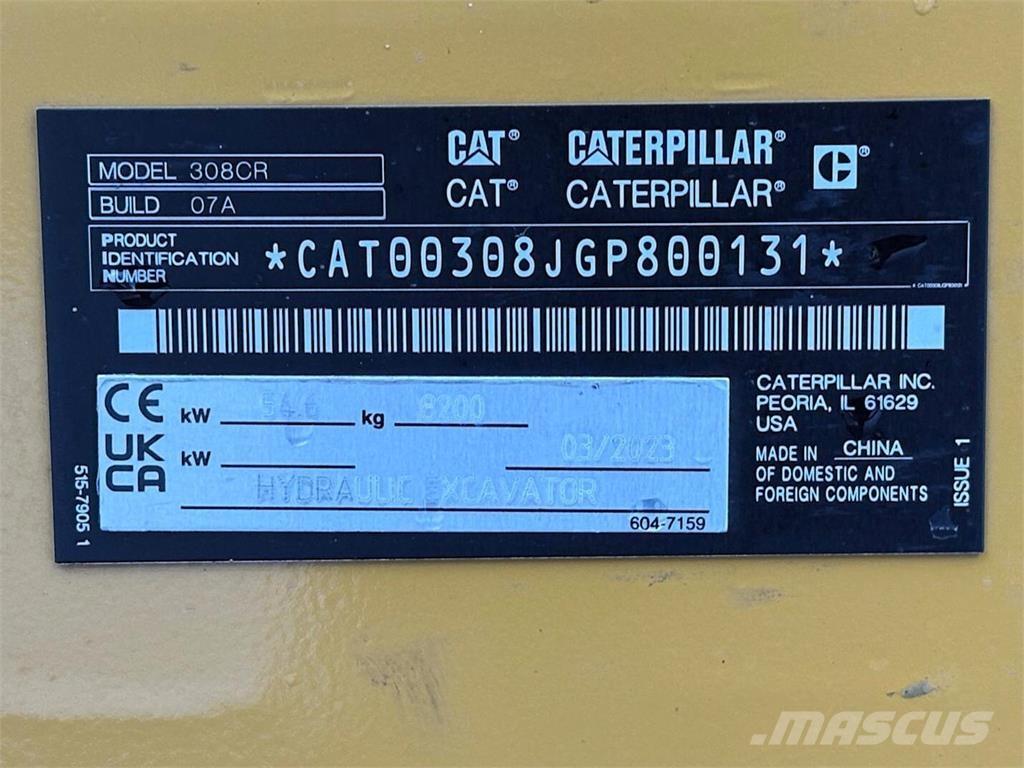 MODEL 308CR
BUILD 07A
CAT® CATERPILLAR®
CAT® CATERPILLAR®
PRODUCT
IDENTIFICATION
NUMBER
*CAT00308JGP800131*
CE kW 54.6 kg 8200
UK
CA kW 03/2023
HYDRAULIC XCAVATOR
604-7159
515-7905 1
CATERPILLAR INC.
PEORIA, IL 61629
USA
MADE IN CHINA
OF DOMESTIC AND
FOREIGN COMPONENTS
ISSUE 1
MASCUS